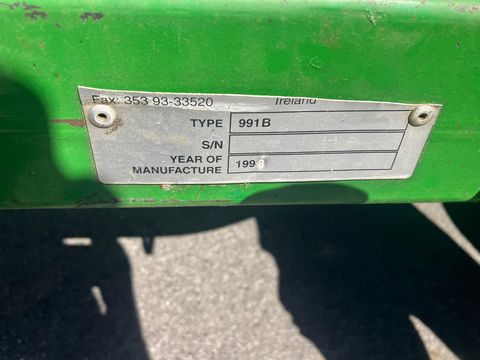 Fax: 353 93-33520 Ireland
TYPE 991B
S/N
YEAR OF MANUFACTURE 199